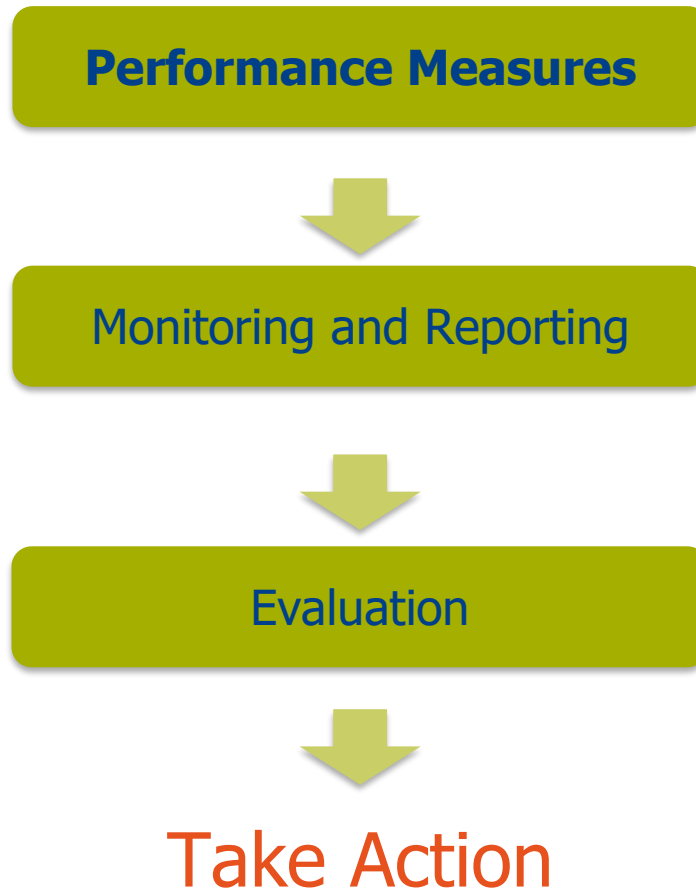 Performance Measures
Monitoring and Reporting
Evaluation
Take Action